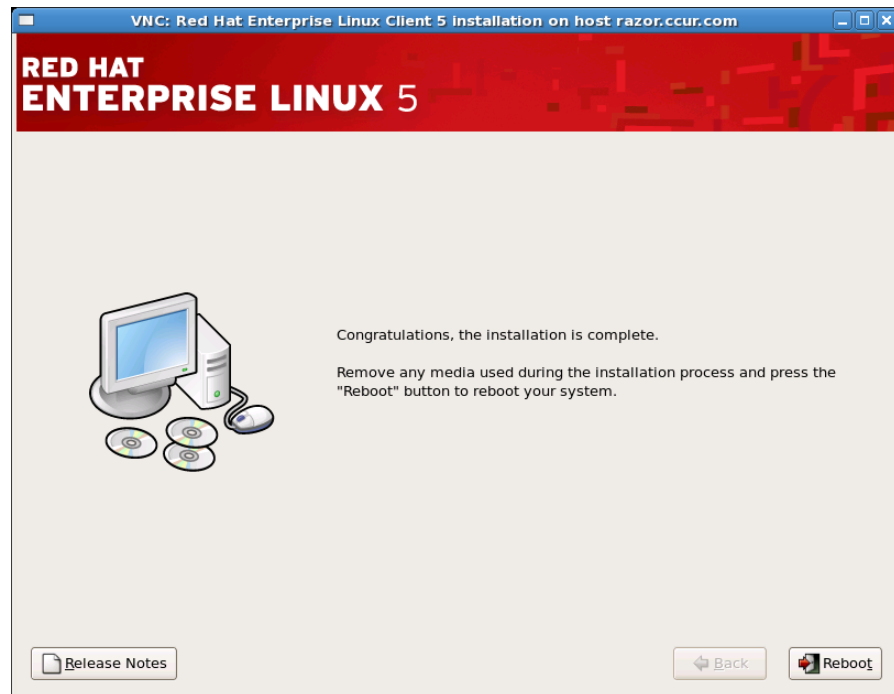 VNC: Red Hat Enterprise Linux Client 5 installation on host razor.ccur.com
RED HAT
ENTERPRISE LINUX 5
Congratulations, the installation is complete.
Remove any media used during the installation process and press the
"Reboot" button to reboot your system.
Release Notes
Back
Reboot